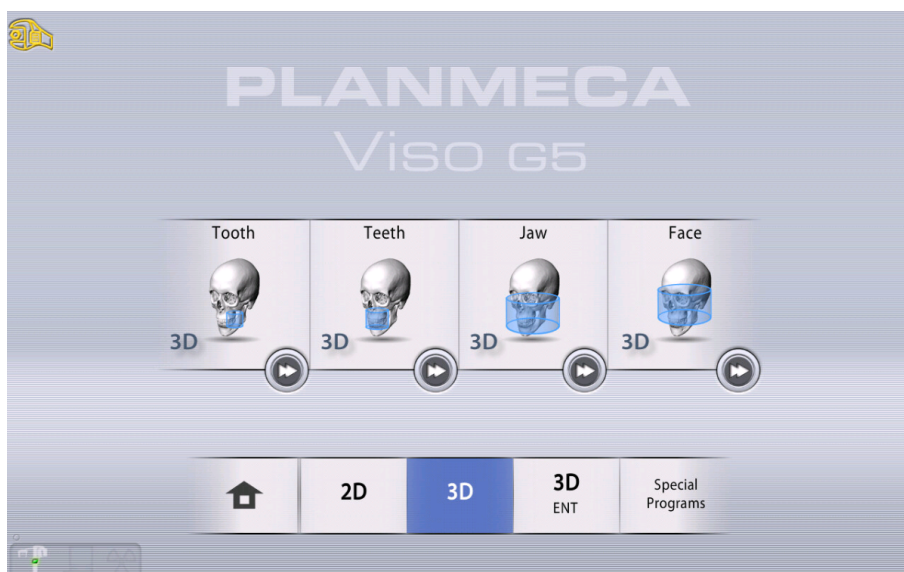 PLANMECA
Viso G5
Tooth
Teeth
Jaw
Face
3D
3D
3D
3D
2D
3D
3D
ENT
Special
Programs